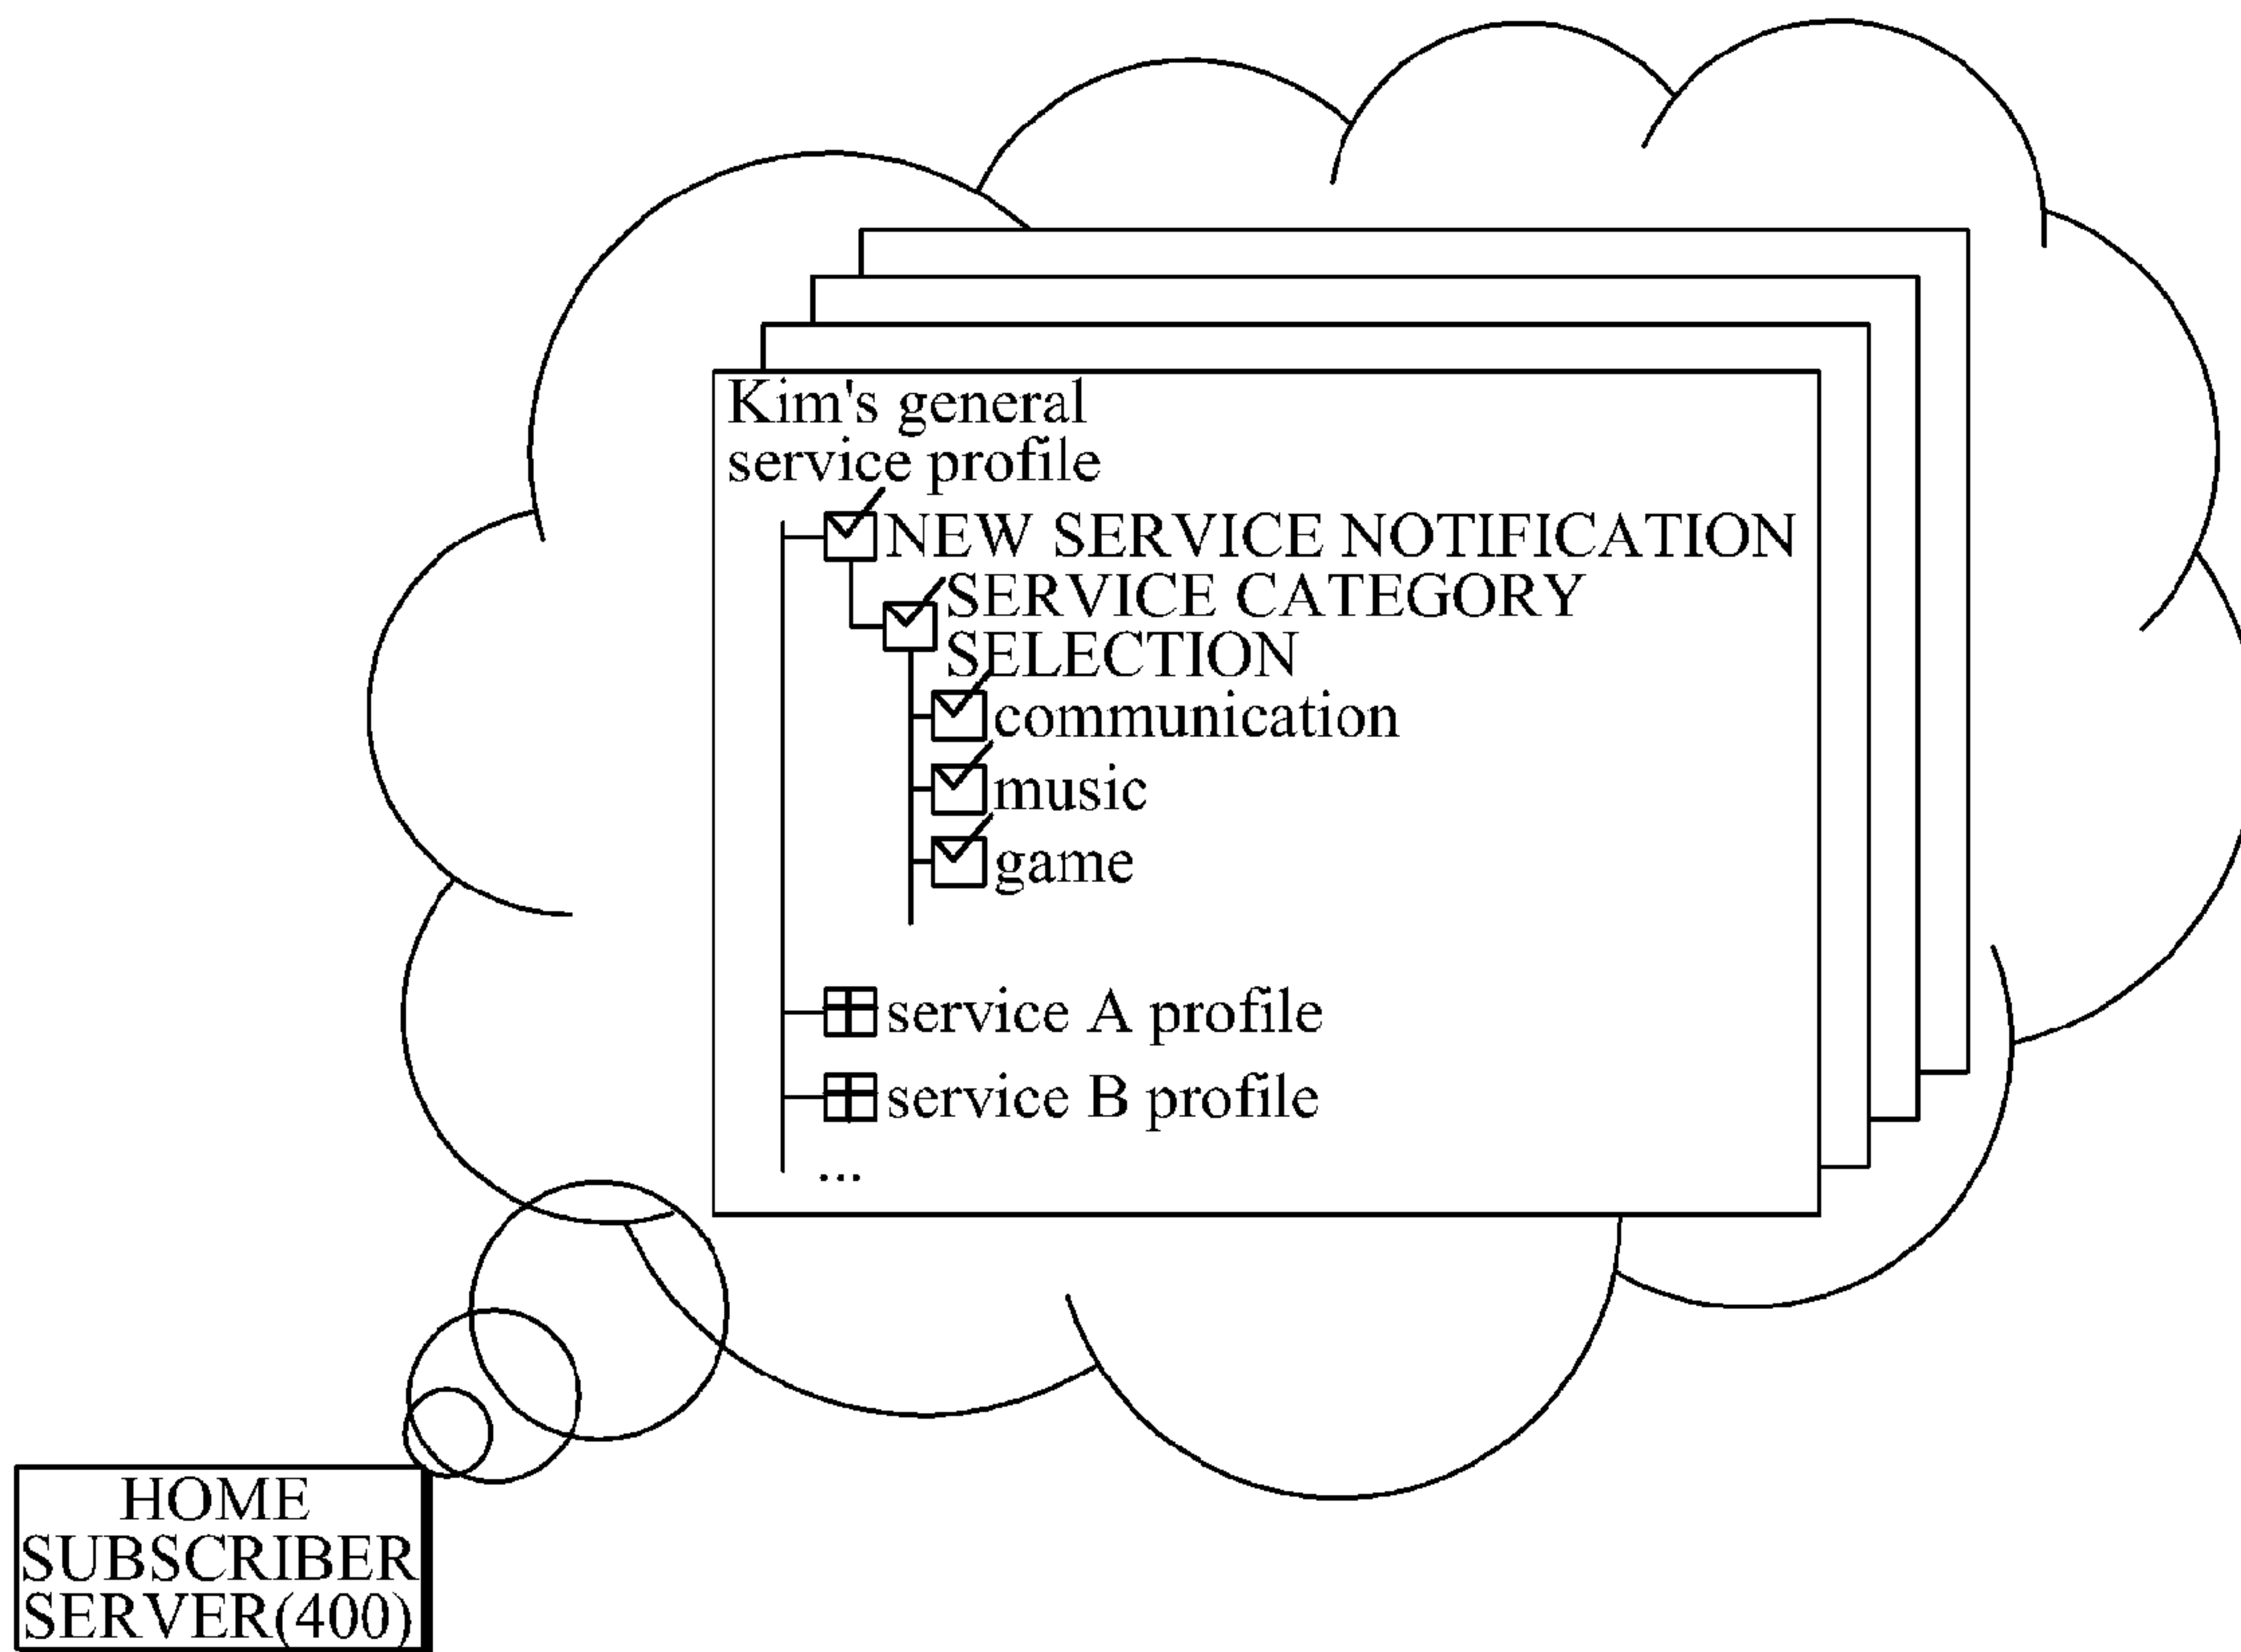 Kim's general
service profile
NEW SERVICE NOTIFICATION
SERVICE CATEGORY
SELECTION
communication
music
game
service A profile
service B profile
...
HOME
SUBSCRIBER
SERVER(400)